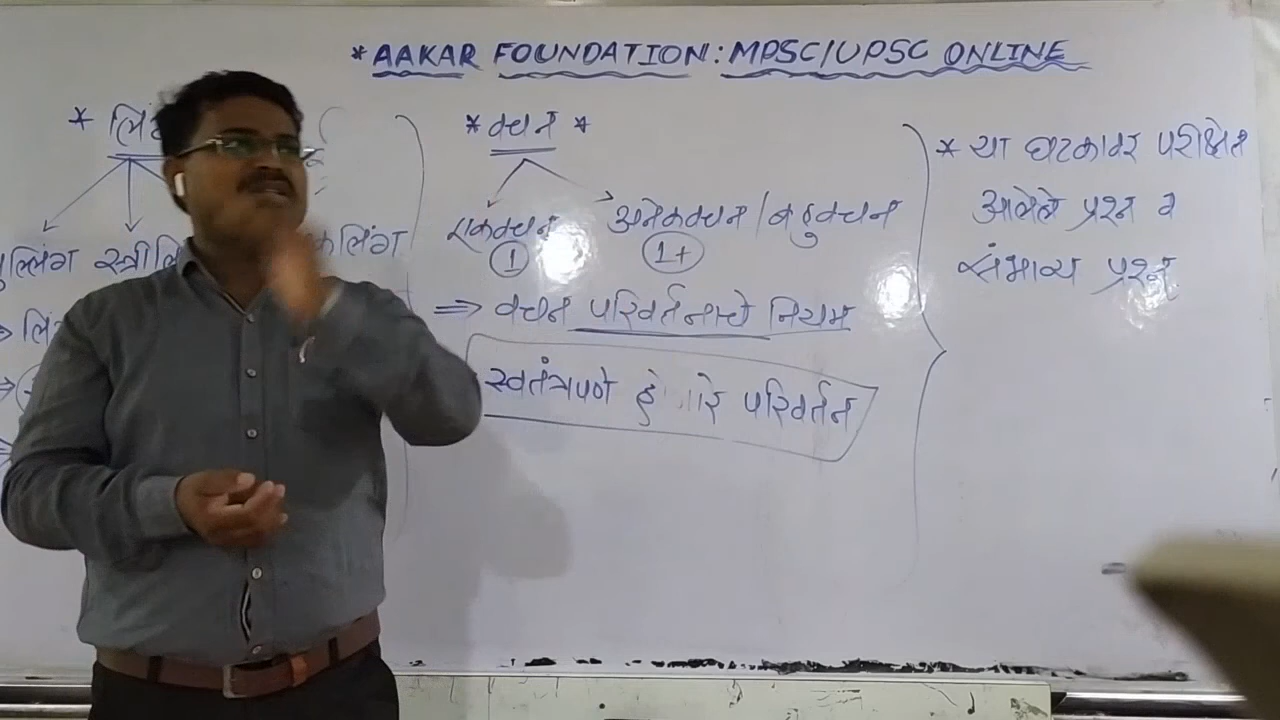 *AAKAR FOUNDATION: MPSC/UPSC ONLINE
* वचन *
एकवचन अनेकवचन/बहुवचन
1 1+
⇒ वचन परिवर्तनाचे नियम
स्वतंत्रपणे परिवर्तन
* या घटकावर परीक्षेत
आलेले प्रश्न व
संभाव्य प्रश्न
* लिं
स्त्रीलि